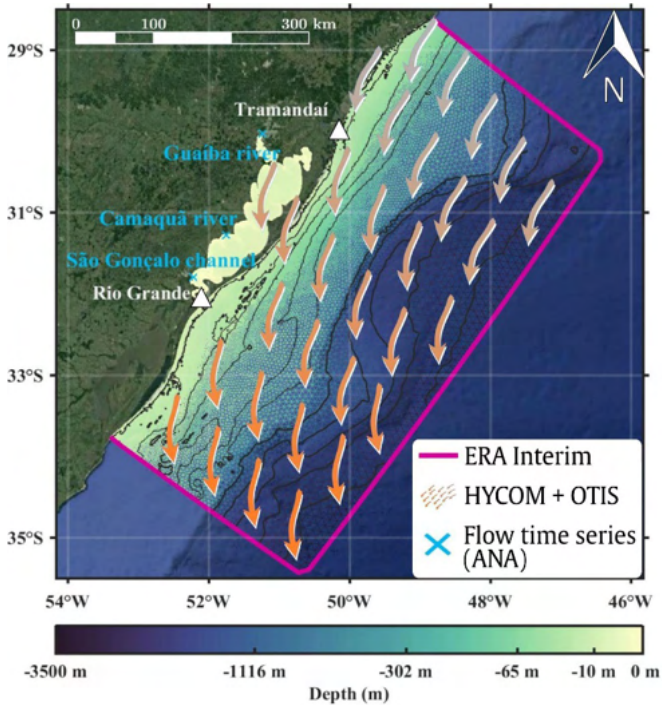 0 100 300 km
29°S
N
Tramandaí
Guaíba river
31°S
Camaquã river
São Gonçalo channel
Rio Grande
33°S
ERA Interim
HYCOM + OTIS
Flow time series
(ANA)
35°S
54°W 52°W 50°W 48°W 46°W
-3500 m -1116 m -302 m -65 m -10 m 0 m
Depth (m)